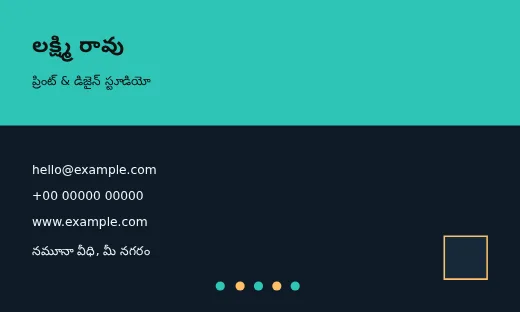 లక్ష్మి రావు
ప్రింట్ & డిజైన్ స్టూడియో
hello@example.com
+00 00000 00000
www.example.com
నమూనా వీధి, మీ నగరం